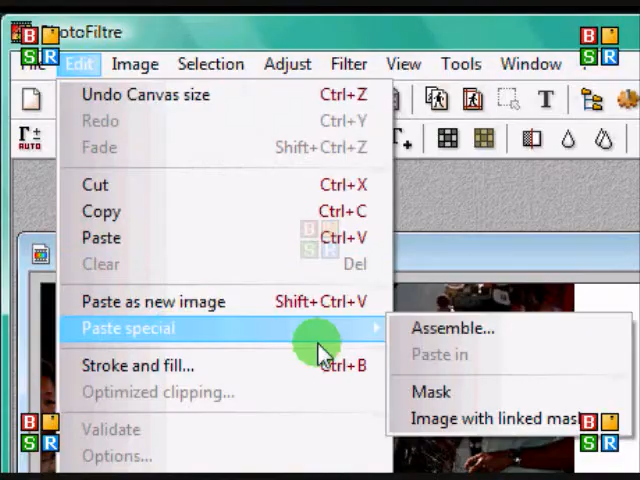 PhotoFiltre
Edit Image Selection Adjust Filter View Tools Window
Undo Canvas size Ctrl+Z
Redo Ctrl+Y
Fade Shift+Ctrl+Z
Cut Ctrl+X
Copy Ctrl+C
Paste Ctrl+V
Clear Del
Paste as new image Shift+Ctrl+V
Paste special
Stroke and fill... Ctrl+B
Optimized clipping...
Validate
Options...
Assemble...
Paste in
Mask
Image with linked mask
AUTO
T
B
S R
B
S R
B
S R
B
S R
B
S R